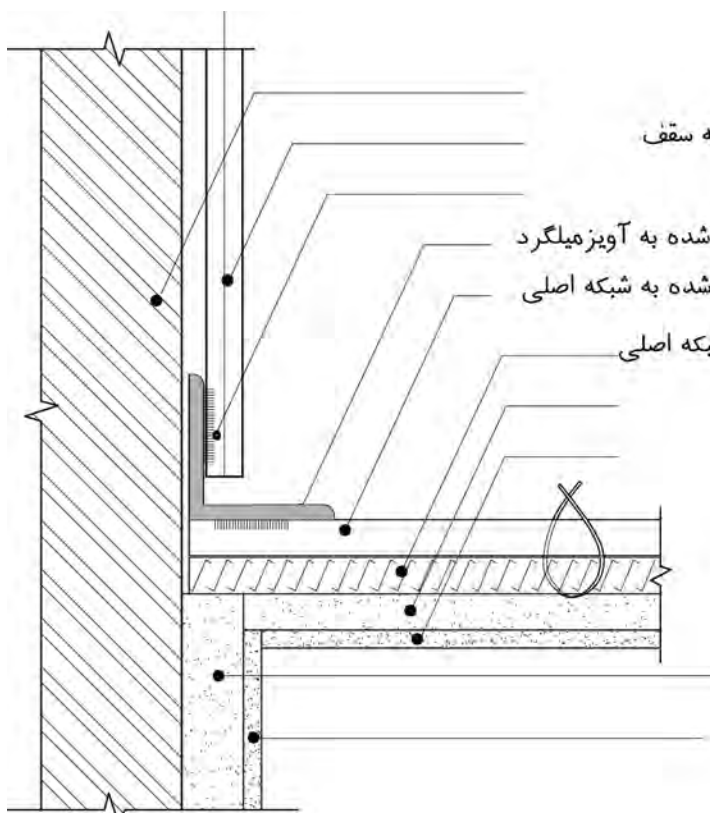 ه سقف
شده به آویزمیلگرد
شده به شبکه اصلی
بکه اصلی